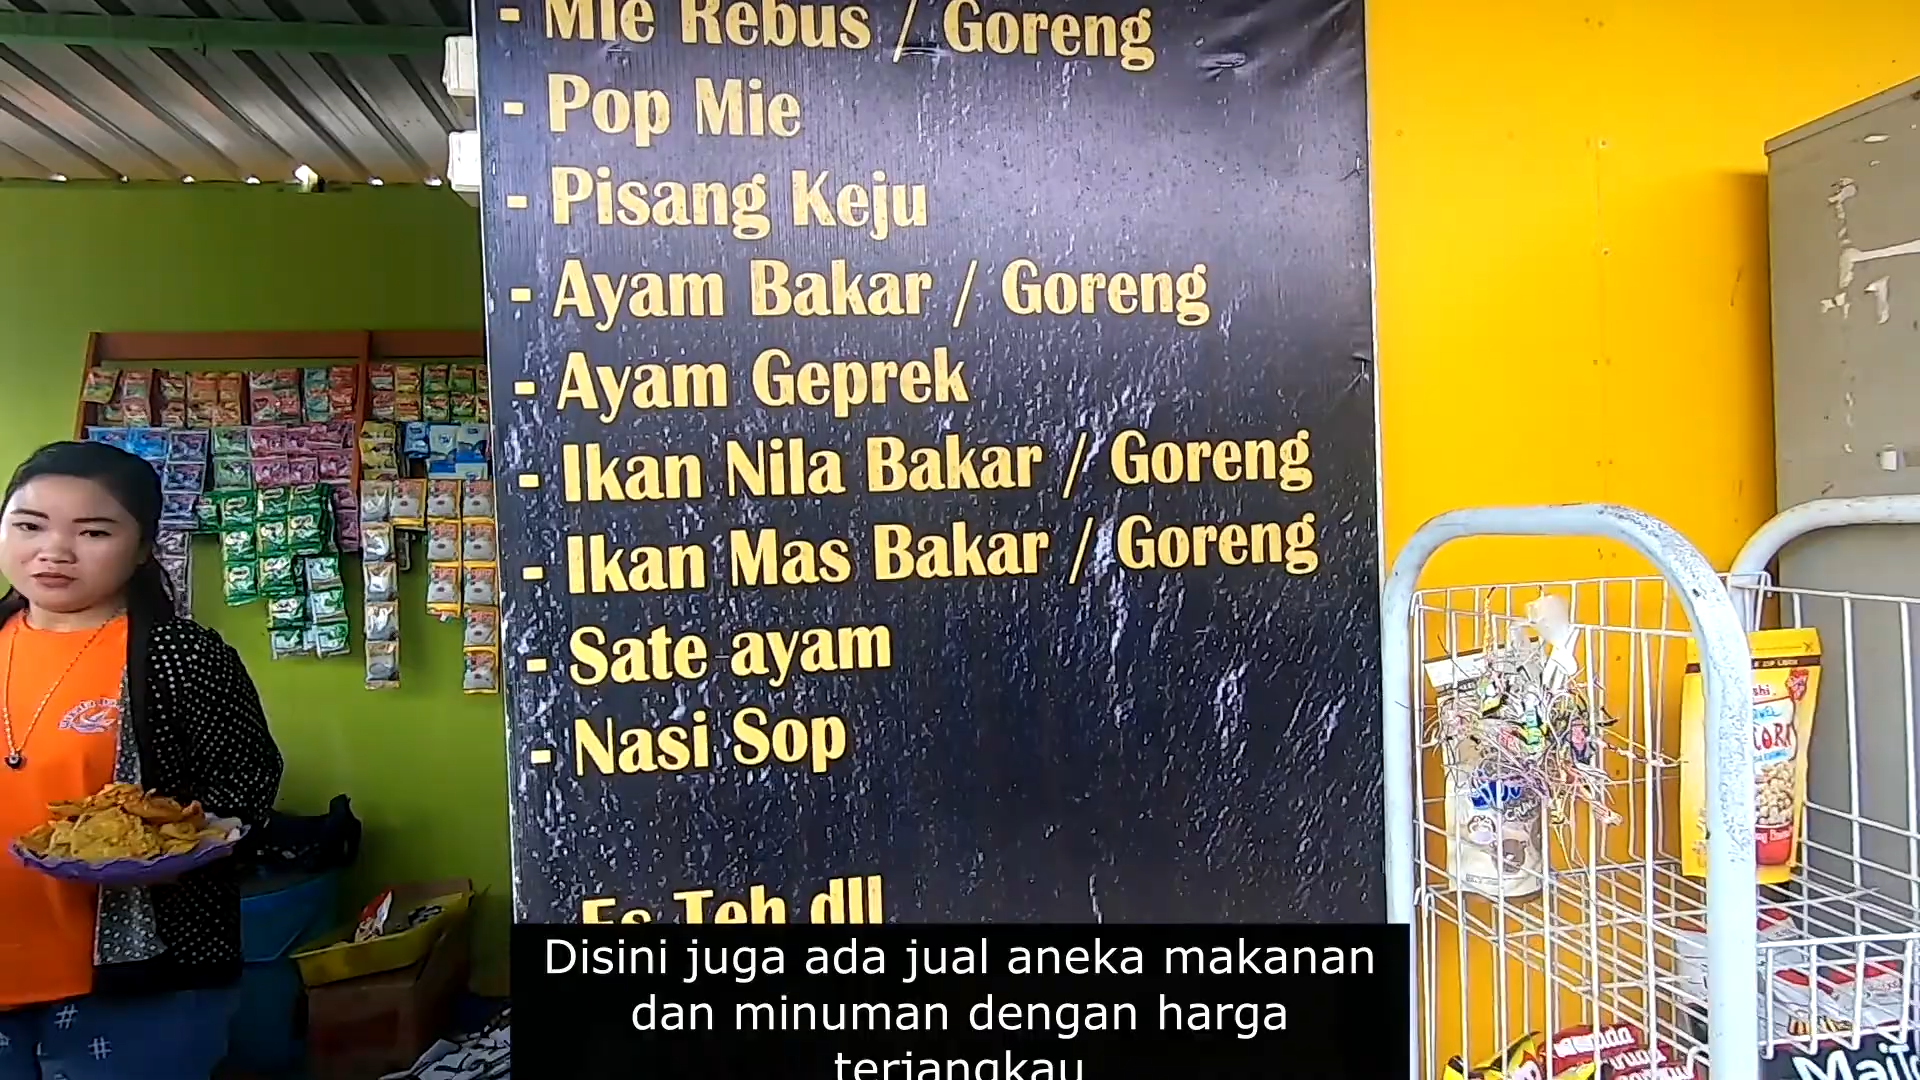 - Mie Rebus / Goreng
- Pop Mie
- Pisang Keju
- Ayam Bakar / Goreng
- Ayam Geprek
- Ikan Nila Bakar / Goreng
- Ikan Mas Bakar / Goreng
- Sate ayam
- Nasi Sop
Es Teh dll
Disini juga ada jual aneka makanan
dan minuman dengan harga
terjangkau